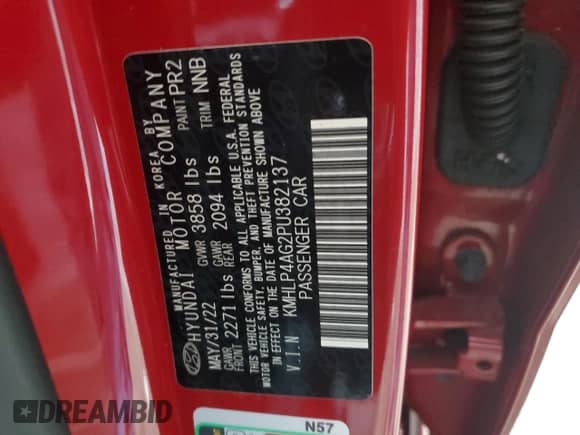 MANUFACTURED IN KOREA BY
HYUNDAI MOTOR COMPANY
MAY/31/22 GVWR 3858 lbs PAINT PR2
GAWR FRONT 2271 lbs GAWR REAR 2094 lbs TRIM NNB
THIS VEHICLE CONFORMS TO ALL APPLICABLE U.S.A. FEDERAL
MOTOR VEHICLE SAFETY, BUMPER, AND THEFT PREVENTION STANDARDS
IN EFFECT ON THE DATE OF MANUFACTURE SHOWN ABOVE
V.I.N KMHLP4AG2PU382137
PASSENGER CAR
N57
DREAMBID